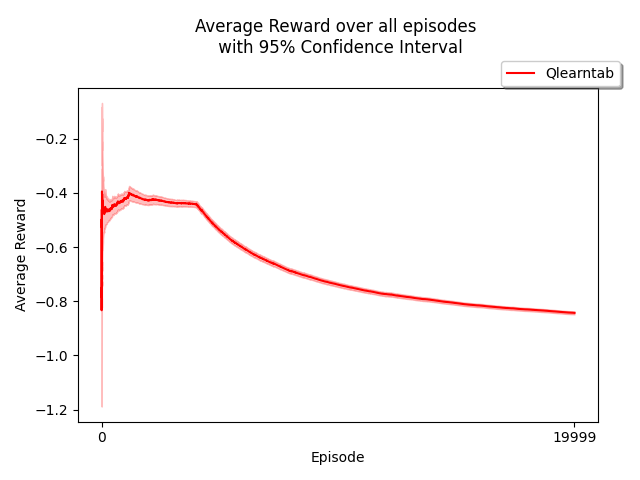 Average Reward over all episodes
with 95% Confidence Interval
Qlearntab
−0.2
−0.4
−0.6
−0.8
−1.0
−1.2
Average Reward
0
19999
Episode